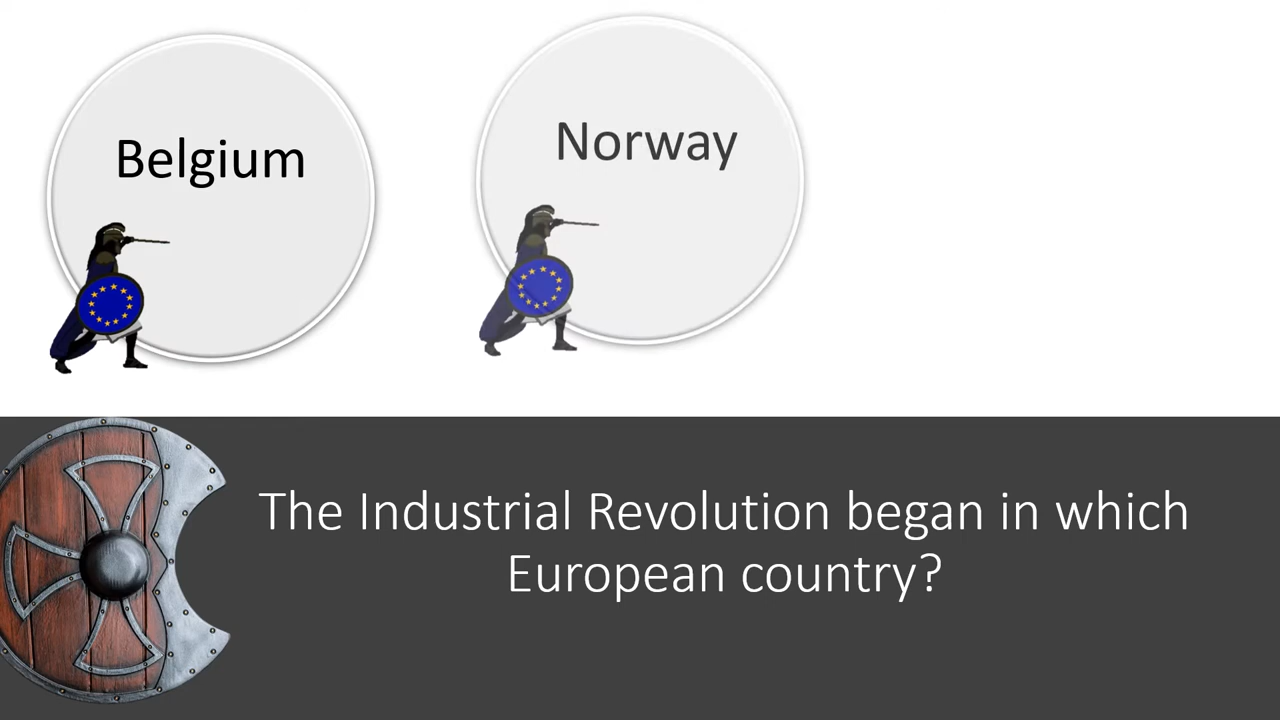 Belgium
Norway
The Industrial Revolution began in which
European country?